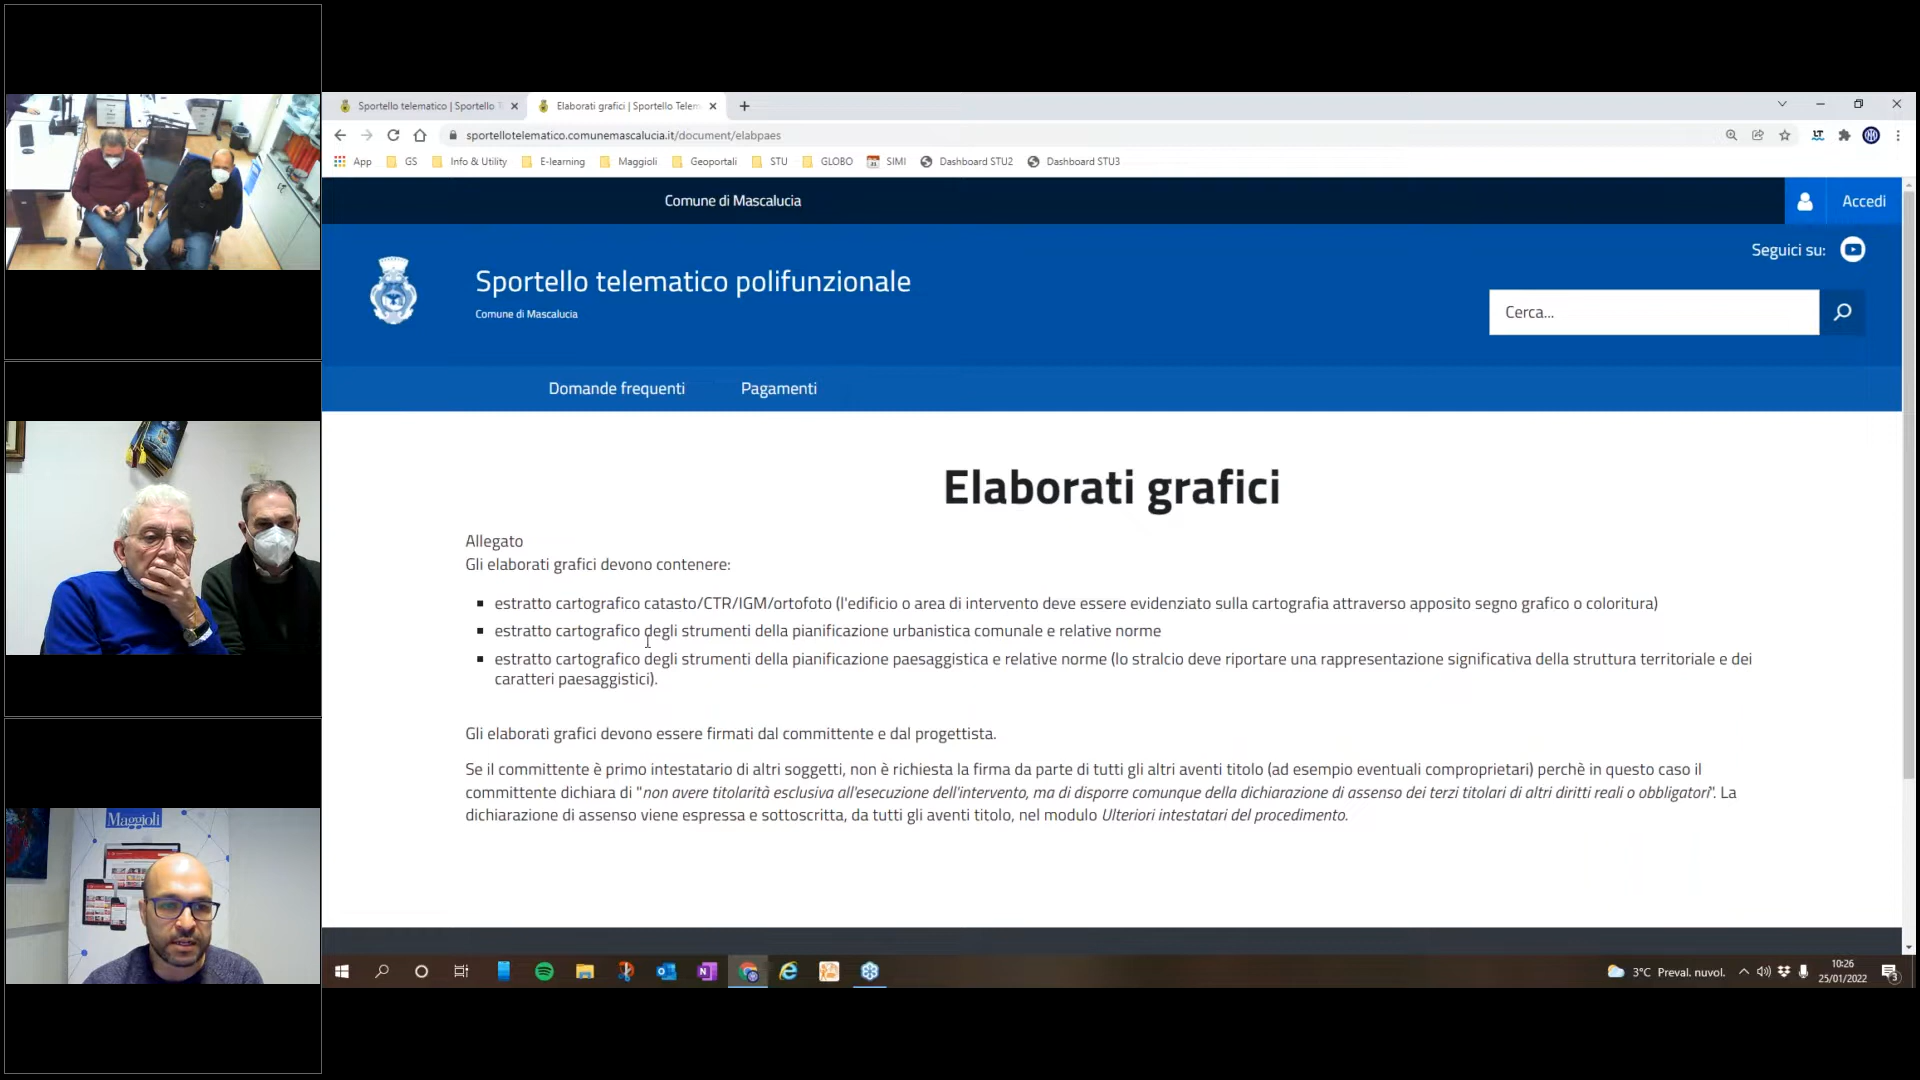 Sportello telematico | Sportello T
Elaborati grafici | Sportello Telem
sportellotelematico.comunemascalucia.it/document/elabpaes
App GS Info & Utility E-learning Maggioli Geoportali STU GLOBO SIMI Dashboard STU2 Dashboard STU3
Comune di Mascalucia
Accedi
Seguici su:
Sportello telematico polifunzionale
Comune di Mascalucia
Cerca...
Domande frequenti Pagamenti
Elaborati grafici
Allegato
Gli elaborati grafici devono contenere:
estratto cartografico catasto/CTR/IGM/ortofoto (l'edificio o area di intervento deve essere evidenziato sulla cartografia attraverso apposito segno grafico o coloritura)
estratto cartografico degli strumenti della pianificazione urbanistica comunale e relative norme
estratto cartografico degli strumenti della pianificazione paesaggistica e relative norme (lo stralcio deve riportare una rappresentazione significativa della struttura territoriale e dei
caratteri paesaggistici).
Gli elaborati grafici devono essere firmati dal committente e dal progettista.
Se il committente è primo intestatario di altri soggetti, non è richiesta la firma da parte di tutti gli altri aventi titolo (ad esempio eventuali comproprietari) perchè in questo caso il
committente dichiara di "non avere titolarità esclusiva all'esecuzione dell'intervento, ma di disporre comunque della dichiarazione di assenso dei terzi titolari di altri diritti reali o obbligatori". La
dichiarazione di assenso viene espressa e sottoscritta, da tutti gli aventi titolo, nel modulo Ulteriori intestatari del procedimento.
Maggioli
3°C Preval. nuvol.
10:26
25/01/2022
3